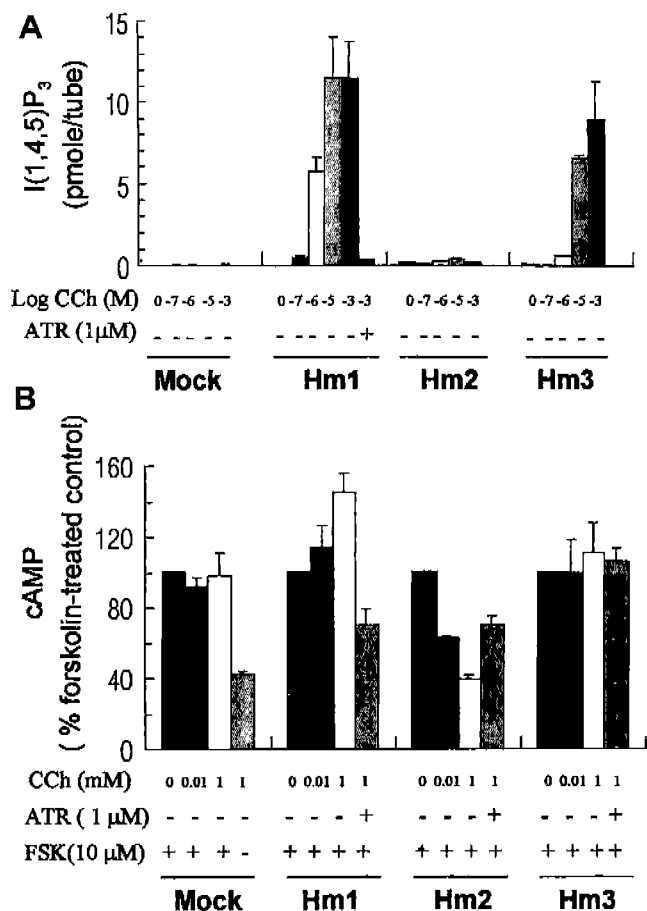 A
I(1,4,5)P3
(pmole/tube)
15
10
5
0
Log CCh (M) 0 -7 -6 -5 -3 0 -7 -6 -5 -3 -3 0 -7 -6 -5 -3 0 -7 -6 -5 -3
ATR (1μM) - - - - - - - - - - + - - - - - - - - - -
Mock Hm1 Hm2 Hm3
B
cAMP
( % forskolin-treated control)
160
120
80
40
0
CCh (mM) 0 0.01 1 1 0 0.01 1 1 0 0.01 1 1 0 0.01 1 1
ATR ( 1 μM) - - - - - - - + - - - + - - - +
FSK(10 μM) + + + - + + + + + + + + + + + +
Mock Hm1 Hm2 Hm3